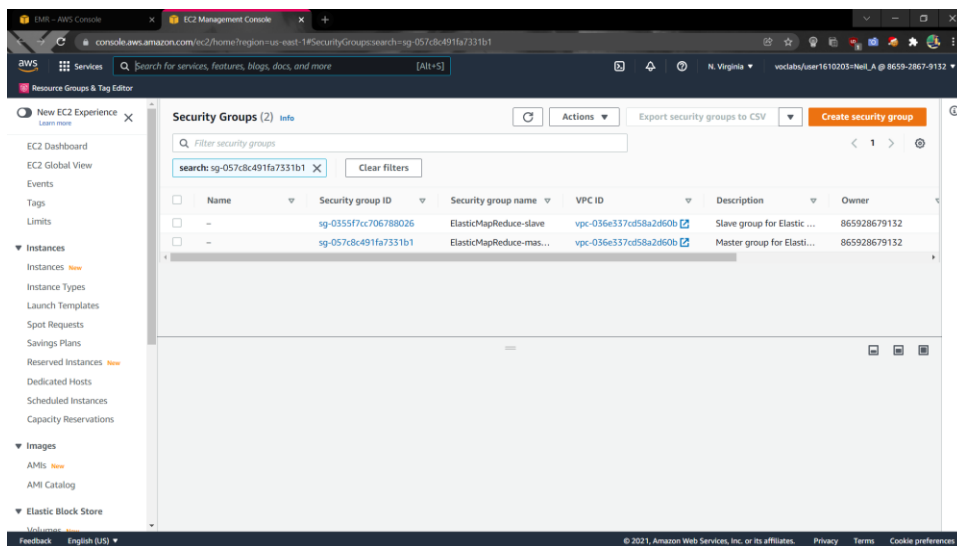 EMR – AWS Console
EC2 Management Console
console.aws.amazon.com/ec2/home?region=us-east-1#SecurityGroups:search=sg-057c8c491fa7331b1
aws
Services
Search for services, features, blogs, docs, and more
[Alt+S]
N. Virginia ▼
voclabs/user1610203=Neil_A @ 8659-2867-9132 ▼
Resource Groups & Tag Editor
New EC2 Experience
Learn more
EC2 Dashboard
EC2 Global View
Events
Tags
Limits
Instances
Instances New
Instance Types
Launch Templates
Spot Requests
Savings Plans
Reserved Instances New
Dedicated Hosts
Scheduled Instances
Capacity Reservations
Images
AMIs New
AMI Catalog
Elastic Block Store
Volumes New
Security Groups (2) Info
Actions ▼
Export security groups to CSV
Create security group
Filter security groups
1
search: sg-057c8c491fa7331b1
Clear filters
Name Security group ID Security group name VPC ID Description Owner
– sg-0355f7cc706788026 ElasticMapReduce-slave vpc-036e337cd58a2d60b Slave group for Elastic ... 865928679132
– sg-057c8c491fa7331b1 ElasticMapReduce-mas... vpc-036e337cd58a2d60b Master group for Elasti... 865928679132
Feedback English (US) ▼
© 2021, Amazon Web Services, Inc. or its affiliates. Privacy Terms Cookie preferences